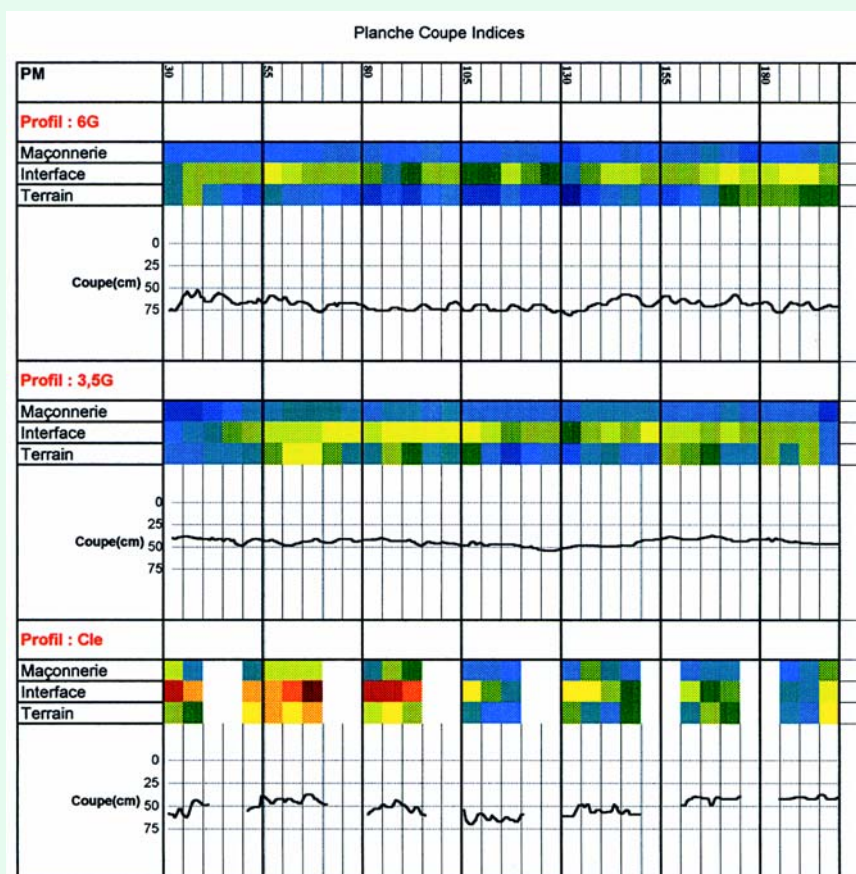 Planche Coupe Indices
PM 30 55 80 105 130 155 180
Profil : 6G
Maçonnerie
Interface
Terrain
0
25
Coupe(cm) 50
75
Profil : 3,5G
Maçonnerie
Interface
Terrain
0
25
Coupe(cm) 50
75
Profil : Cle
Maçonnerie
Interface
Terrain
0
25
Coupe(cm) 50
75